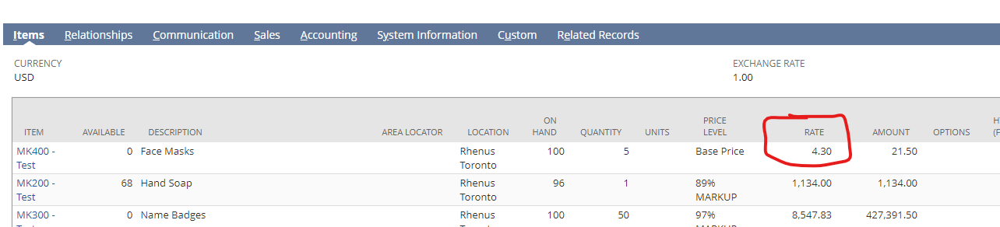 Items Relationships Communication Sales Accounting System Information Custom Related Records
CURRENCY EXCHANGE RATE
USD 1.00
ON PRICE H
ITEM AVAILABLE DESCRIPTION AREA LOCATOR LOCATION HAND QUANTITY UNITS LEVEL RATE AMOUNT OPTIONS (F
MK400 - 0 Face Masks Rhenus 100 5 Base Price 4.30 21.50
Test Toronto
MK200 - 68 Hand Soap Rhenus 96 1 89% 1,134.00 1,134.00
Test Toronto MARKUP
MK300 - 0 Name Badges Rhenus 100 50 97% 8,547.83 427,391.50